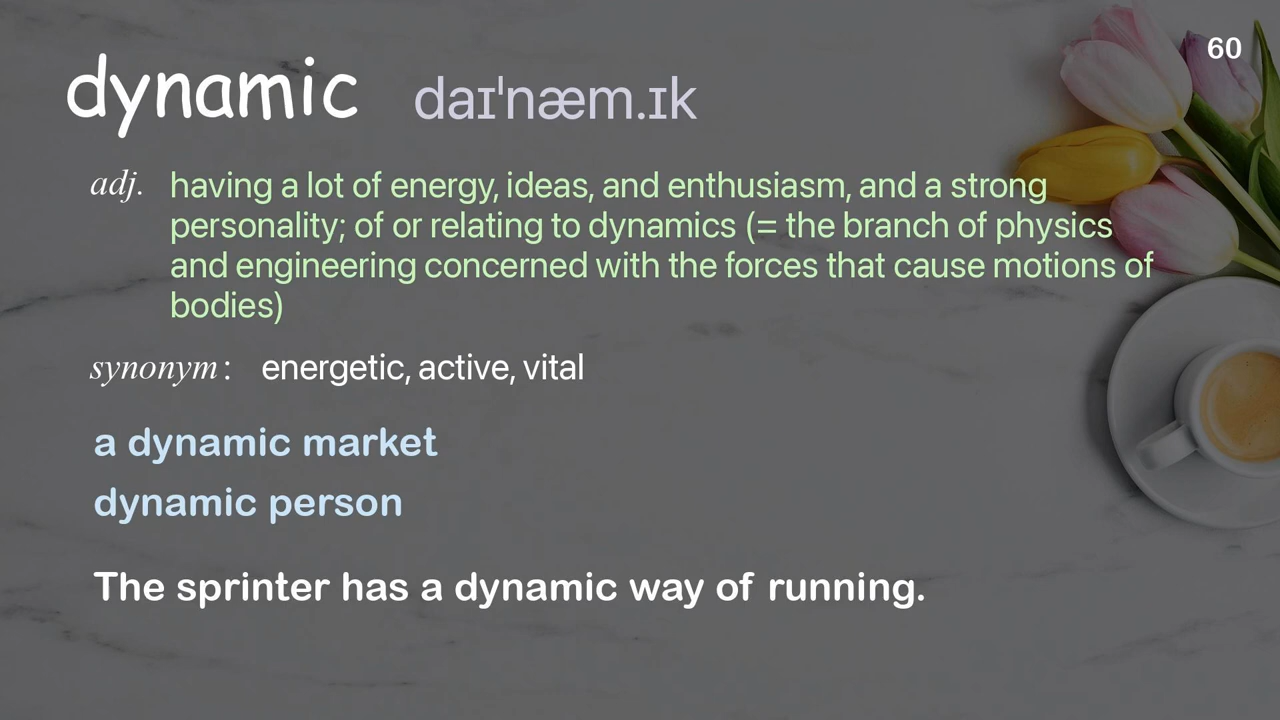 60
dynamic daɪˈnæm.ɪk
adj. having a lot of energy, ideas, and enthusiasm, and a strong
personality; of or relating to dynamics (= the branch of physics
and engineering concerned with the forces that cause motions of
bodies)
synonym: energetic, active, vital
a dynamic market
dynamic person
The sprinter has a dynamic way of running.